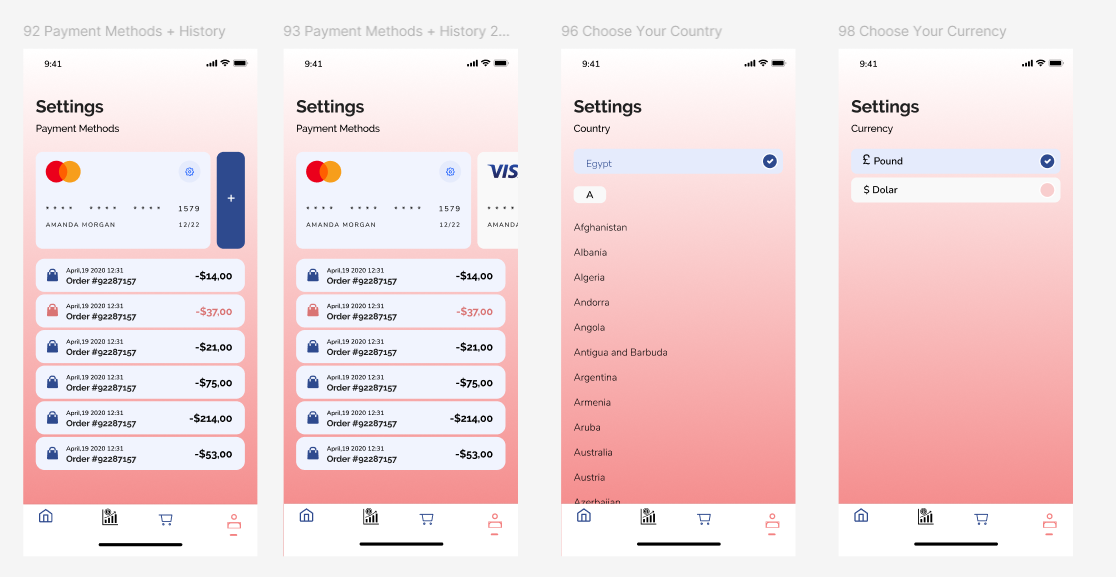 92 Payment Methods + History
93 Payment Methods + History 2...
96 Choose Your Country
98 Choose Your Currency
9:41
Settings
Payment Methods
* * * * * * * * * * * * 1579
AMANDA MORGAN 12/22
+
April,19 2020 12:31
Order #92287157 -$14,00
April,19 2020 12:31
Order #92287157 -$37,00
April,19 2020 12:31
Order #92287157 -$21,00
April,19 2020 12:31
Order #92287157 -$75,00
April,19 2020 12:31
Order #92287157 -$214,00
April,19 2020 12:31
Order #92287157 -$53,00
9:41
Settings
Payment Methods
VIS
* * * * * * * * * * * * 1579 * * * *
AMANDA MORGAN 12/22 AMANDA
April,19 2020 12:31
Order #92287157 -$14,00
April,19 2020 12:31
Order #92287157 -$37,00
April,19 2020 12:31
Order #92287157 -$21,00
April,19 2020 12:31
Order #92287157 -$75,00
April,19 2020 12:31
Order #92287157 -$214,00
April,19 2020 12:31
Order #92287157 -$53,00
9:41
Settings
Country
Egypt
A
Afghanistan
Albania
Algeria
Andorra
Angola
Antigua and Barbuda
Argentina
Armenia
Aruba
Australia
Austria
Azerbaijan
9:41
Settings
Currency
£ Pound
$ Dolar